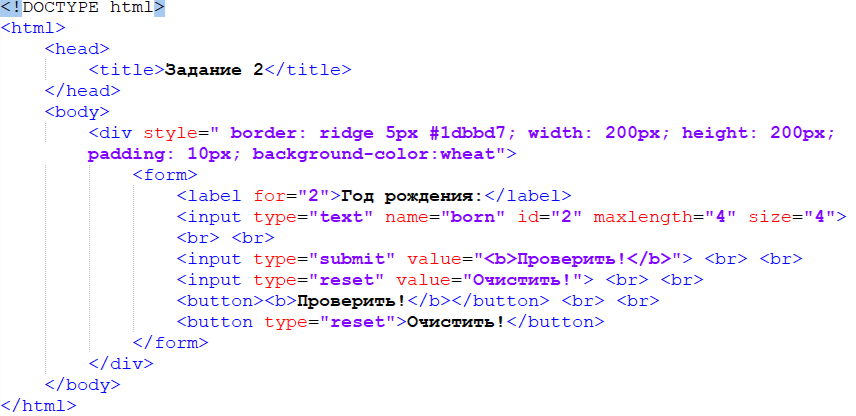 <!DOCTYPE html>
<html>
<head>
<title>Задание 2</title>
</head>
<body>
<div style=" border: ridge 5px #1dbbd7; width: 200px; height: 200px;
padding: 10px; background-color:wheat">
<form>
<label for="2">Год рождения:</label>
<input type="text" name="born" id="2" maxlength="4" size="4">
<br> <br>
<input type="submit" value="<b>Проверить!</b>"> <br> <br>
<input type="reset" value="Очистить!"> <br> <br>
<button><b>Проверить!</b></button> <br> <br>
<button type="reset">Очистить!</button>
</form>
</div>
</body>
</html>